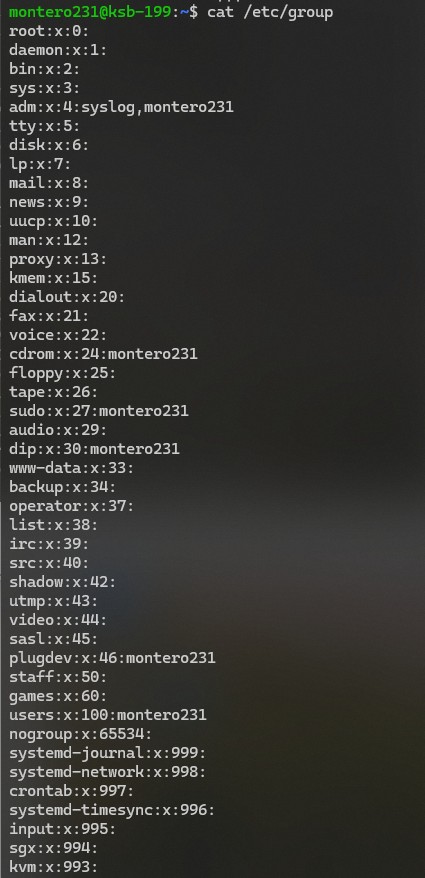 montero231@ksb-199:~$ cat /etc/group
root:x:0:
daemon:x:1:
bin:x:2:
sys:x:3:
adm:x:4:syslog,montero231
tty:x:5:
disk:x:6:
lp:x:7:
mail:x:8:
news:x:9:
uucp:x:10:
man:x:12:
proxy:x:13:
kmem:x:15:
dialout:x:20:
fax:x:21:
voice:x:22:
cdrom:x:24:montero231
floppy:x:25:
tape:x:26:
sudo:x:27:montero231
audio:x:29:
dip:x:30:montero231
www-data:x:33:
backup:x:34:
operator:x:37:
list:x:38:
irc:x:39:
src:x:40:
shadow:x:42:
utmp:x:43:
video:x:44:
sasl:x:45:
plugdev:x:46:montero231
staff:x:50:
games:x:60:
users:x:100:montero231
nogroup:x:65534:
systemd-journal:x:999:
systemd-network:x:998:
crontab:x:997:
systemd-timesync:x:996:
input:x:995:
sgx:x:994:
kvm:x:993: